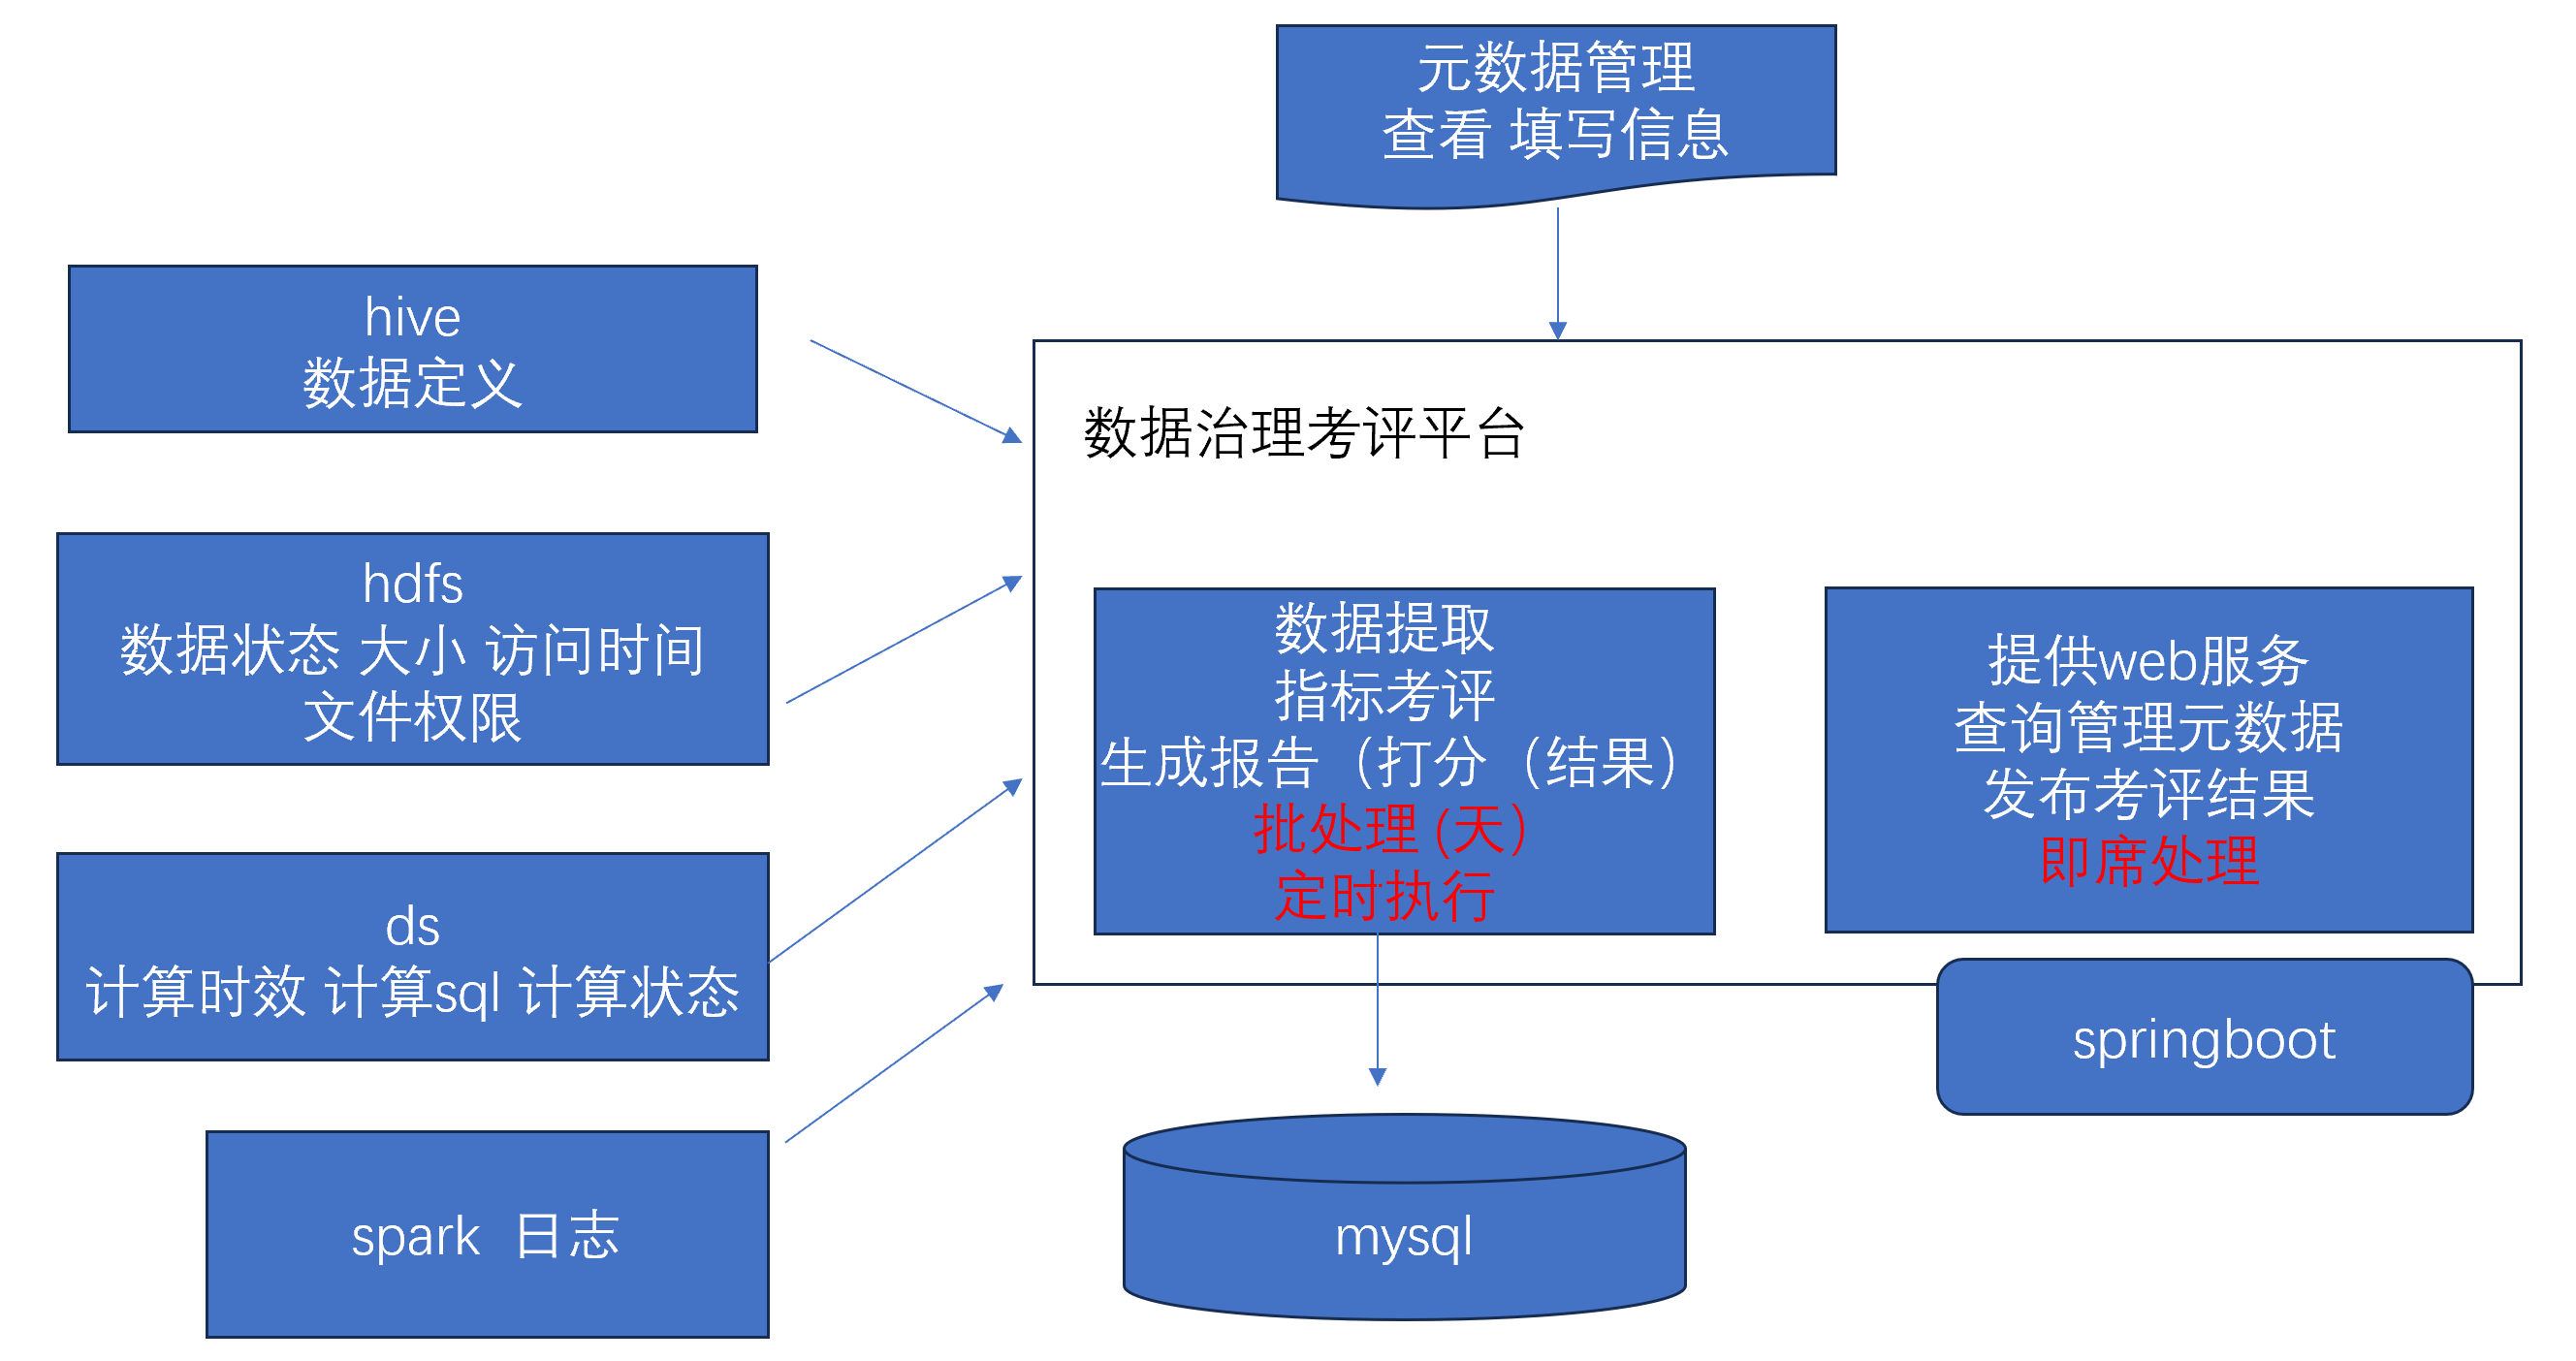 元数据管理
查看 填写信息
hive
数据定义
hdfs
数据状态 大小 访问时间
文件权限
ds
计算时效 计算sql 计算状态
spark 日志
数据治理考评平台
数据提取
指标考评
生成报告（打分（结果）
批处理 (天）
定时执行
提供web服务
查询管理元数据
发布考评结果
即席处理
springboot
mysql